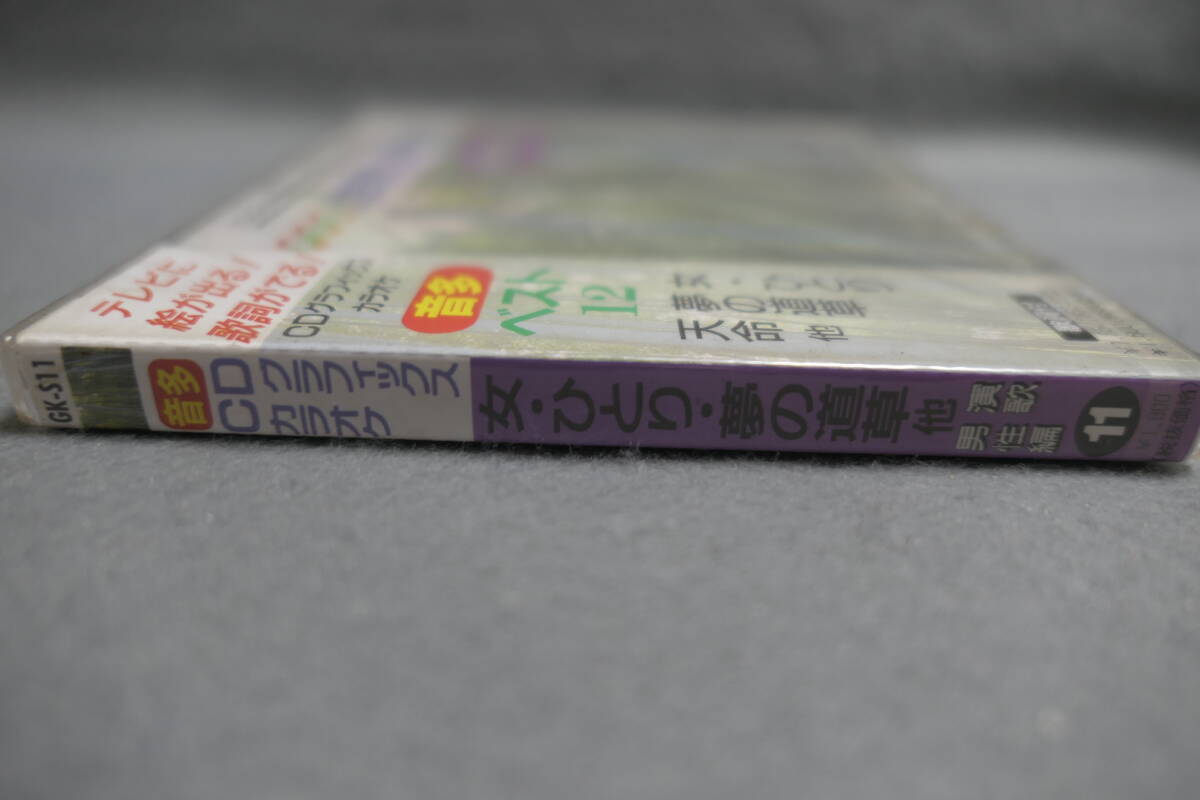 テレビに
絵が出る！
歌詞がでる！
CDグラフィックス
カラオケ
音多
ベスト
12
女・ひとり
夢の道草
天命 他
GK-S11
音多
CDグラフィックス
カラオケ
女・ひとり・夢の道草 他
演歌
男性編
11